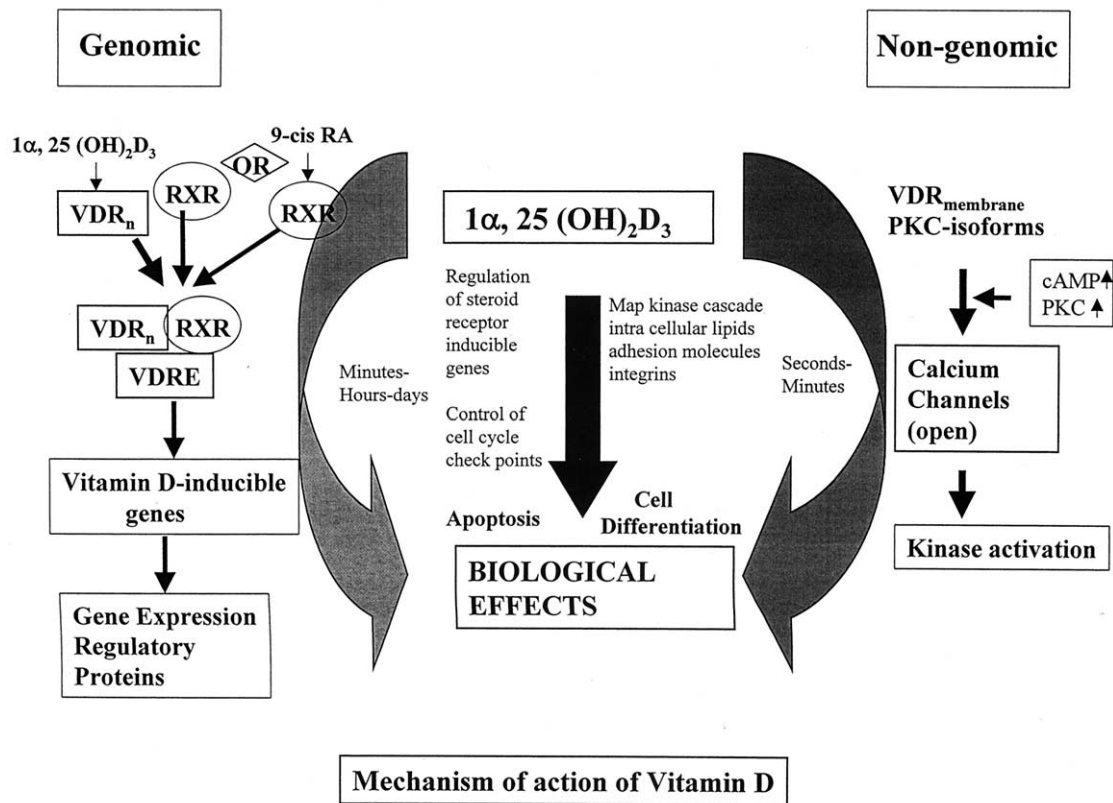 Genomic
1α, 25 (OH)₂D₃
VDRₙ
RXR
OR
9-cis RA
RXR
VDRₙ
RXR
VDRE
Vitamin D-inducible
genes
Gene Expression
Regulatory
Proteins
Minutes-
Hours-days
1α, 25 (OH)₂D₃
Regulation
of steroid
receptor
inducible
genes
Control of
cell cycle
check points
Map kinase cascade
intra cellular lipids
adhesion molecules
integrins
Apoptosis
Cell
Differentiation
BIOLOGICAL
EFFECTS
Seconds-
Minutes
Non-genomic
VDRmembrane
PKC-isoforms
cAMP
PKC
Calcium
Channels
(open)
Kinase activation
Mechanism of action of Vitamin D